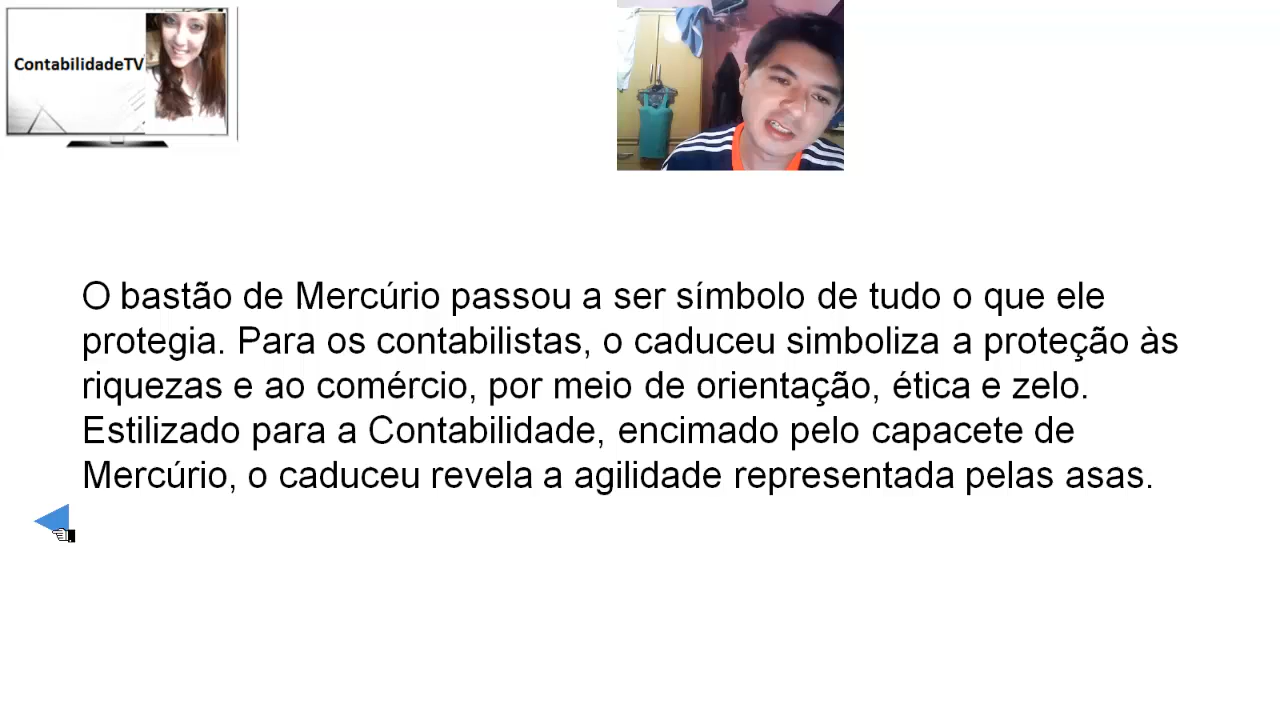 ContabilidadeTV
O bastão de Mercúrio passou a ser símbolo de tudo o que ele
protegia. Para os contabilistas, o caduceu simboliza a proteção às
riquezas e ao comércio, por meio de orientação, ética e zelo.
Estilizado para a Contabilidade, encimado pelo capacete de
Mercúrio, o caduceu revela a agilidade representada pelas asas.